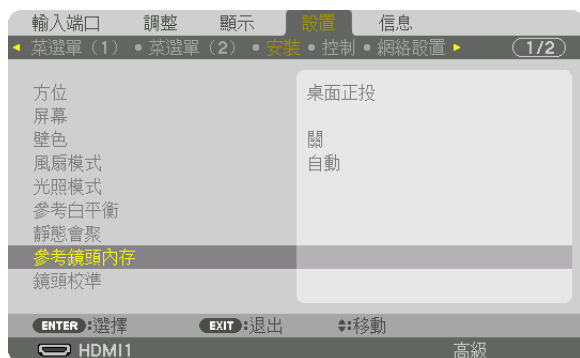 輸入端口 調整 顯示 設置 信息
◂ 菜選單（1） • 菜選單（2） • 安裝 • 控制 • 網絡設置 ▸ 1/2
方位 桌面正投
屏幕
壁色 關
風扇模式 自動
光照模式
參考白平衡
靜態會聚
參考鏡頭內存
鏡頭校準
ENTER:選擇 EXIT:退出 ♦:移動
HDMI1 高級